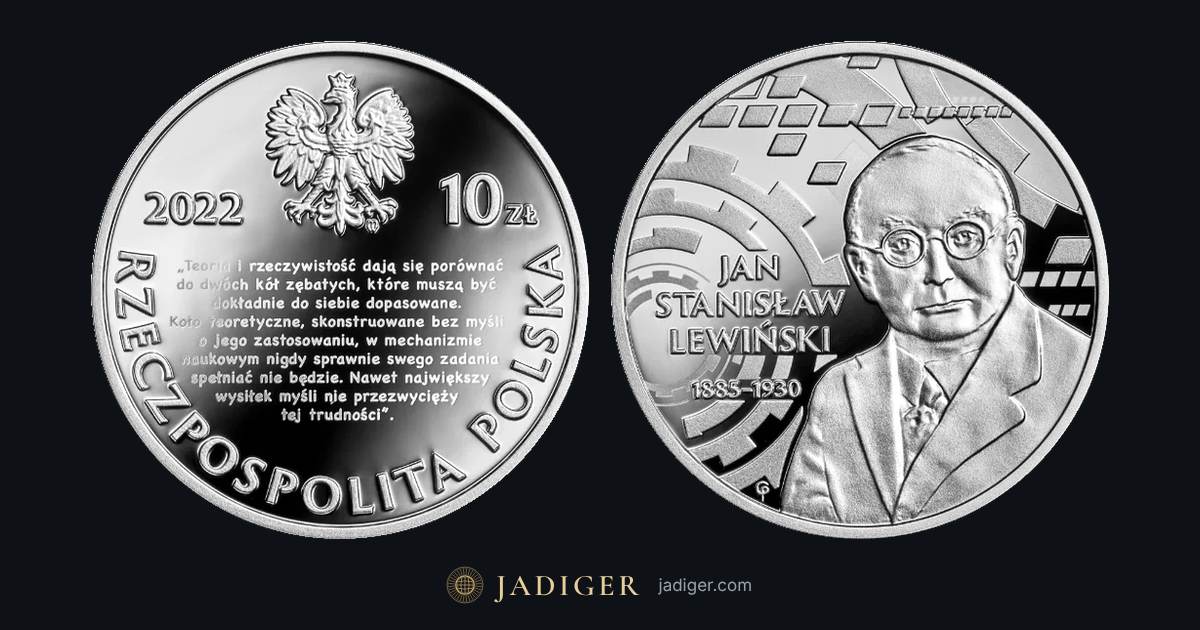 2022
10 ZŁ
„Teoria i rzeczywistość dają się porównać
do dwóch kół zębatych, które muszą być
dokładnie do siebie dopasowane.
Koło teoretyczne, skonstruowane bez myśli
o jego zastosowaniu, w mechanizmie
naukowym nigdy sprawnie swego zadania
spełniać nie będzie. Nawet największy
wysiłek myśli nie przezwycięży
tej trudności”.
RZECZPOSPOLITA POLSKA
JAN
STANISŁAW
LEWIŃSKI
1885–1930
JADIGER
jadiger.com